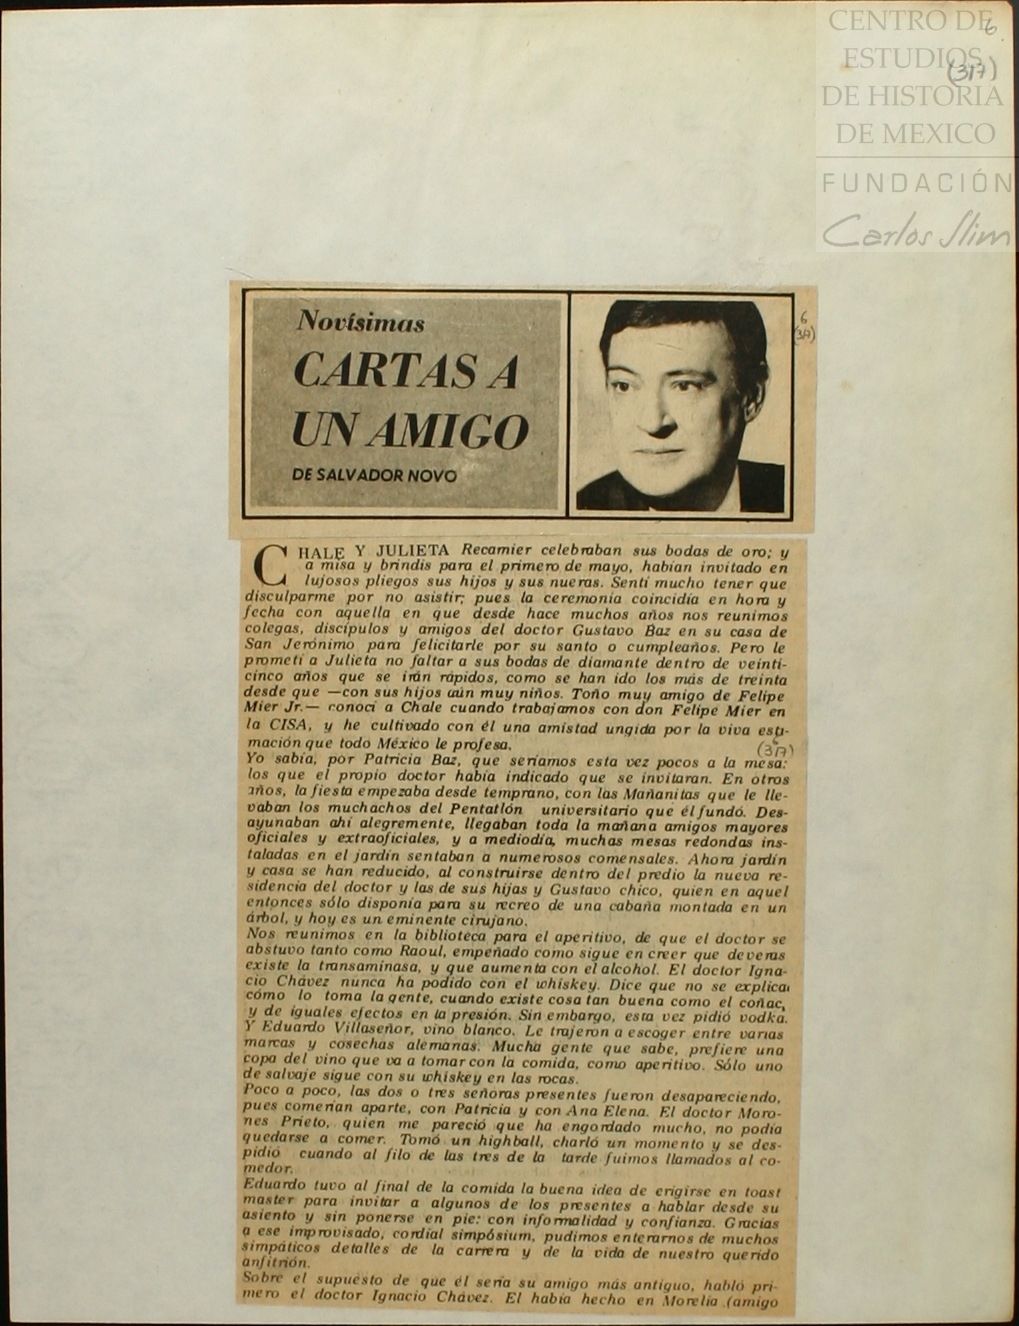 CENTRO DE
ESTUDIOS
DE HISTORIA
DE MEXICO
FUNDACIÓN
Carlos Slim
6
(317)
Novísimas
CARTAS A
UN AMIGO
DE SALVADOR NOVO
6
(317)
CHALE Y JULIETA Recamier celebraban sus bodas de oro; y
a misa y brindis para el primero de mayo, habían invitado en
lujosos pliegos sus hijos y sus nueras. Sentí mucho tener que
disculparme por no asistir; pues la ceremonia coincidía en hora y
fecha con aquella en que desde hace muchos años nos reunimos
colegas, discípulos y amigos del doctor Gustavo Baz en su casa de
San Jerónimo para felicitarle por su santo o cumpleaños. Pero le
prometí a Julieta no faltar a sus bodas de diamante dentro de veinti-
cinco años que se irán rápidos, como se han ido los más de treinta
desde que —con sus hijos aún muy niños. Toño muy amigo de Felipe
Mier Jr.— conocí a Chale cuando trabajamos con don Felipe Mier en
la CISA, y he cultivado con él una amistad ungida por la viva esti-
mación que todo México le profesa.
6
(317)
Yo sabía, por Patricia Baz, que seríamos esta vez pocos a la mesa:
los que el propio doctor había indicado que se invitaran. En otros
años, la fiesta empezaba desde temprano, con las Mañanitas que le lle-
vaban los muchachos del Pentatlón universitario que él fundó. Des-
ayunaban ahí alegremente, llegaban toda la mañana amigos mayores
oficiales y extraoficiales, y a mediodía, muchas mesas redondas ins-
taladas en el jardín sentaban a numerosos comensales. Ahora jardín
y casa se han reducido, al construirse dentro del predio la nueva re-
sidencia del doctor y las de sus hijas y Gustavo chico, quien en aquel
entonces sólo disponía para su recreo de una cabaña montada en un
árbol, y hoy es un eminente cirujano.
Nos reunimos en la biblioteca para el aperitivo, de que el doctor se
abstuvo tanto como Raoul, empeñado como sigue en creer que de veras
existe la transaminasa, y que aumenta con el alcohol. El doctor Igna-
cio Chávez nunca ha podido con el whiskey. Dice que no se explica
cómo lo toma la gente, cuando existe cosa tan buena como el coñac,
y de iguales efectos en la presión. Sin embargo, esta vez pidió vodka.
Y Eduardo Villaseñor, vino blanco. Le trajeron a escoger entre varias
marcas y cosechas alemanas. Mucha gente que sabe, prefiere una
copa del vino que va a tomar con la comida, como aperitivo. Sólo uno
de salvaje sigue con su whiskey en las rocas.
Poco a poco, las dos o tres señoras presentes fueron desapareciendo,
pues comerían aparte, con Patricia y con Ana Elena. El doctor Moro-
nes Prieto, quien me pareció que ha engordado mucho, no podía
quedarse a comer. Tomó un highball, charló un momento y se des-
pidió cuando al filo de las tres de la tarde fuimos llamados al co-
medor.
Eduardo tuvo al final de la comida la buena idea de erigirse en toast
master para invitar a algunos de los presentes a hablar desde su
asiento y sin ponerse en pie: con informalidad y confianza. Gracias
a ese improvisado, cordial simpósium, pudimos enterarnos de muchos
simpáticos detalles de la carrera y de la vida de nuestro querido
anfitrión.
Sobre el supuesto de que él sería su amigo más antiguo, habló pri-
mero el doctor Ignacio Chávez. El había hecho en Morelia (amigo